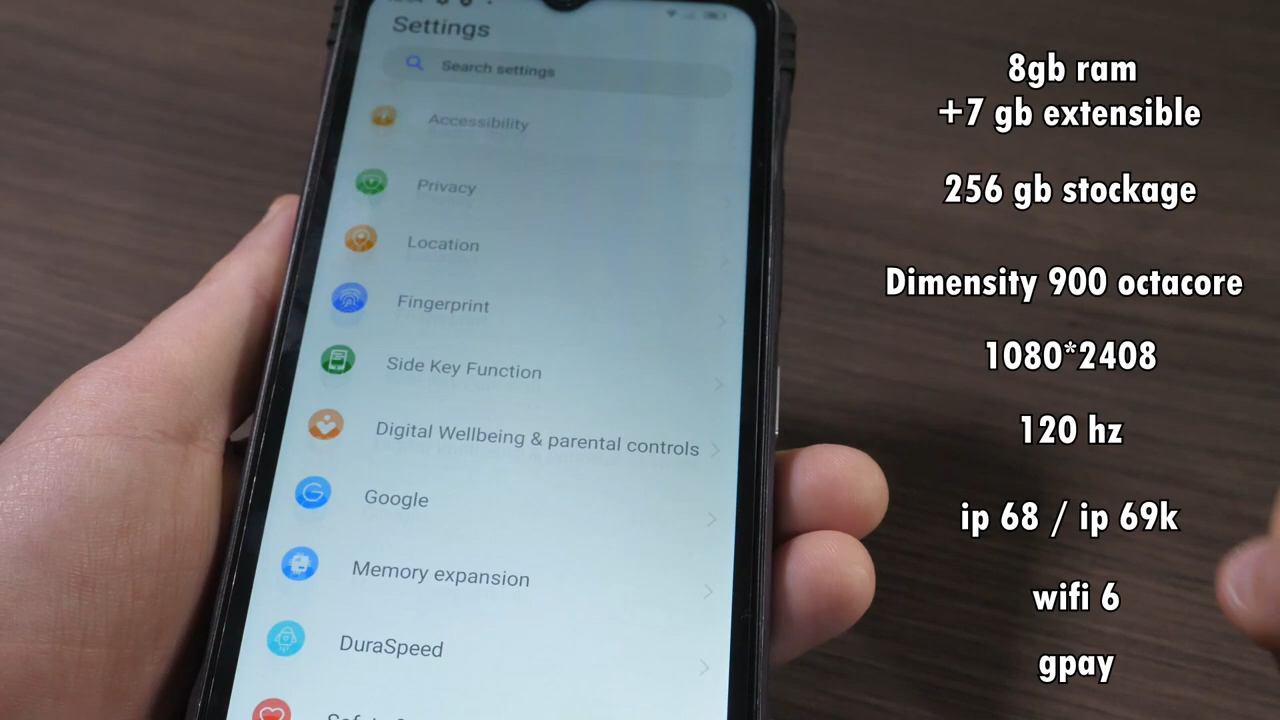 Settings
Search settings
Accessibility
Privacy
Location
Fingerprint
Side Key Function
Digital Wellbeing & parental controls
Google
Memory expansion
DuraSpeed
8gb ram
+7 gb extensible
256 gb stockage
Dimensity 900 octacore
1080*2408
120 hz
ip 68 / ip 69k
wifi 6
gpay